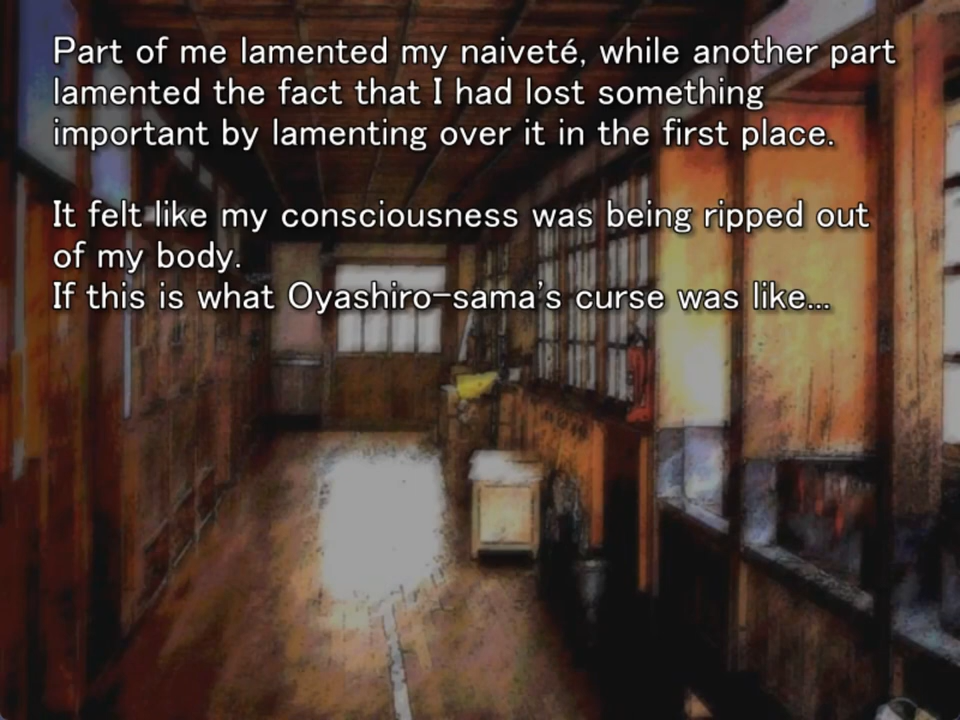 Part of me lamented my naiveté, while another part
lamented the fact that I had lost something
important by lamenting over it in the first place.
It felt like my consciousness was being ripped out
of my body.
If this is what Oyashiro-sama's curse was like...